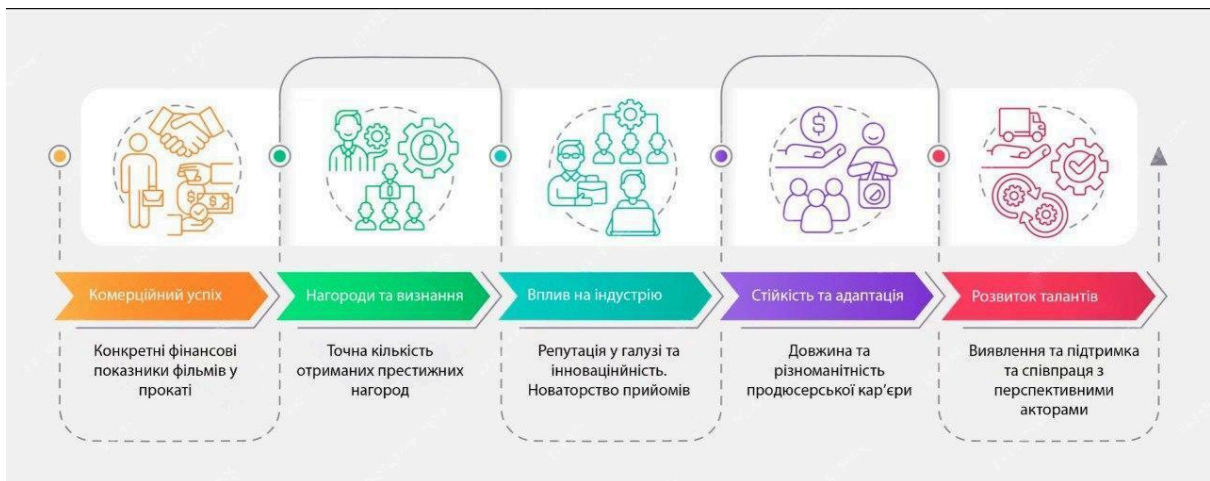 Комерційний успіх
Нагороди та визнання
Вплив на індустрію
Стійкість та адаптація
Розвиток талантів
Конкретні фінансові
показники фільмів у
прокаті
Точна кількість
отриманих престижних
нагород
Репутація у галузі та
інноваційність.
Новаторство прийомів
Довжина та
різноманітність
продюсерської кар’єри
Виявлення та підтримка
та співпраця з
перспективними
акторами